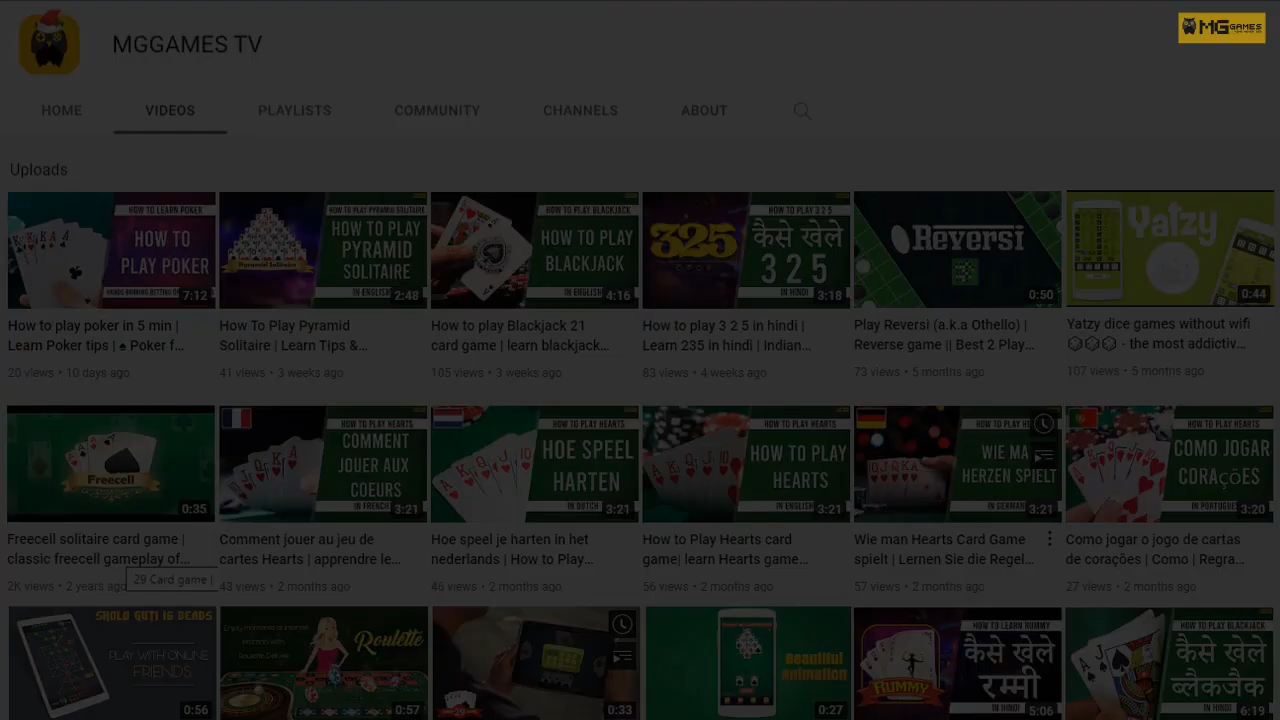 MGGAMES TV
MG GAMES
HOME
VIDEOS
PLAYLISTS
COMMUNITY
CHANNELS
ABOUT
Uploads
HOW TO LEARN POKER
HOW TO
PLAY POKER
7:12
HOW TO PLAY PYRAMID SOLITAIRE
HOW TO PLAY
PYRAMID
SOLITAIRE
Pyramid Solitaire
IN ENGLISH
2:48
HOW TO PLAY BLACKJACK
HOW TO PLAY
BLACKJACK
IN ENGLISH
4:16
HOW TO PLAY 3 2 5
325
कैसे खेले
3 2 5
IN HINDI
3:18
Reversi
0:50
Yatzy
0:44
How to play poker in 5 min |
Learn Poker tips | ♠ Poker f...
20 views • 10 days ago
How To Play Pyramid
Solitaire | Learn Tips &...
41 views • 3 weeks ago
How to play Blackjack 21
card game | learn blackjack...
105 views • 3 weeks ago
How to play 3 2 5 in hindi |
Learn 235 in hindi | Indian...
83 views • 4 weeks ago
Play Reversi (a.k.a Othello) |
Reverse game || Best 2 Play...
73 views • 5 months ago
Yatzy dice games without wifi
🎲🎲🎲 - the most addictiv...
107 views • 5 months ago
Freecell
0:35
HOW TO PLAY HEARTS
COMMENT
JOUER AUX
COEURS
IN FRENCH
3:21
HOW TO PLAY HEARTS
HOE SPEEL
HARTEN
IN DUTCH
3:21
HOW TO PLAY HEARTS
HOW TO PLAY
HEARTS
IN ENGLISH
3:21
WIE MA
HERZEN SPIELT
IN GERMAN
3:21
HOW TO PLAY HEARTS
COMO JOGAR
CORAÇÕES
IN PORTUGUE
3:20
Freecell solitaire card game |
classic freecell gameplay of...
2K views • 2 years ago
29 Card game |
Comment jouer au jeu de
cartes Hearts | apprendre le...
43 views • 2 months ago
Hoe speel je harten in het
nederlands | How to Play...
46 views • 2 months ago
How to Play Hearts card
game| learn Hearts game...
56 views • 2 months ago
Wie man Hearts Card Game
spielt | Lernen Sie die Regel...
57 views • 2 months ago
Como jogar o jogo de cartas
de corações | Como | Regra...
27 views • 2 months ago
SHOLO GUTI 16 BEADS
PLAY WITH ONLINE
FRIENDS
0:56
Roulette
0:57
29
0:33
Beautiful
Animation
0:27
HOW TO LEARN RUMMY
RUMMY
कैसे खेले
रम्मी
IN HINDI
5:06
HOW TO PLAY BLACKJACK
कैसे खेले
ब्लैकजैक
IN HINDI
6:19